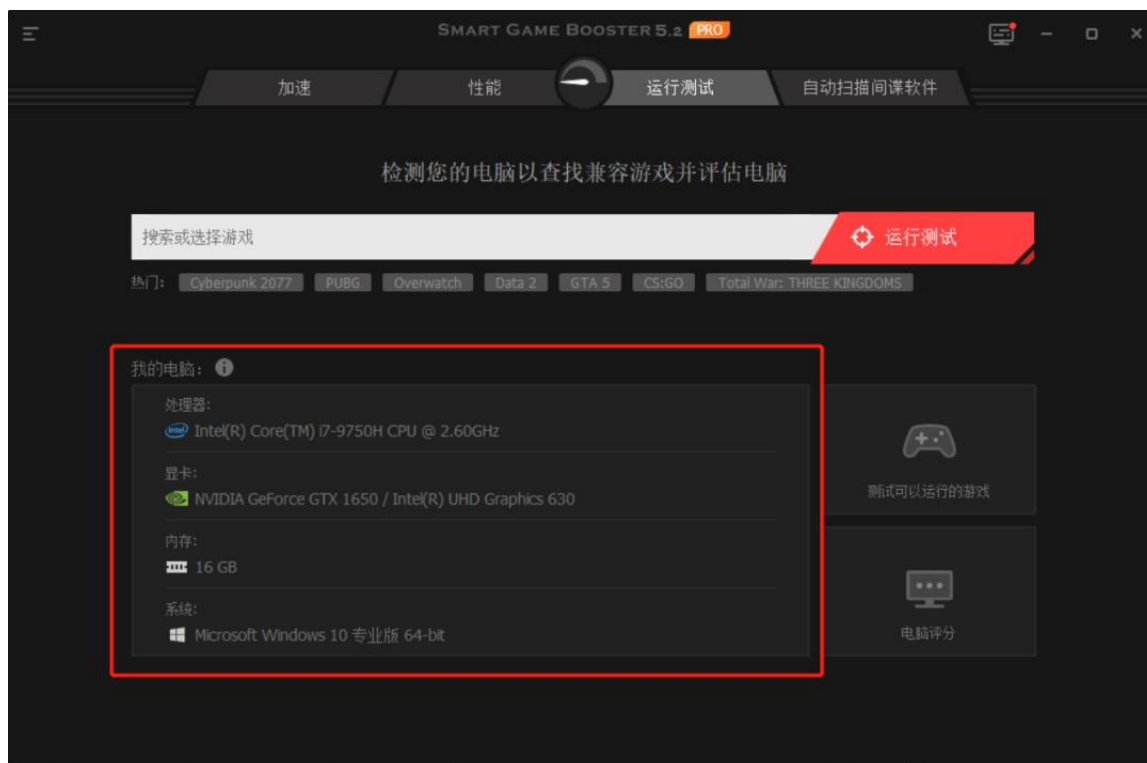 SMART GAME BOOSTER 5.2 PRO
加速 性能 运行测试 自动扫描间谍软件
检测您的电脑以查找兼容游戏并评估电脑
搜索或选择游戏 运行测试
热门: Cyberpunk 2077 PUBG Overwatch Data 2 GTA 5 CS:GO Total War: THREE KINGDOMS
我的电脑:
处理器:
intel Intel(R) Core(TM) i7-9750H CPU @ 2.60GHz
显卡:
NVIDIA GeForce GTX 1650 / Intel(R) UHD Graphics 630
测试可以运行的游戏
内存:
16 GB
系统:
Microsoft Windows 10 专业版 64-bit
电脑评分